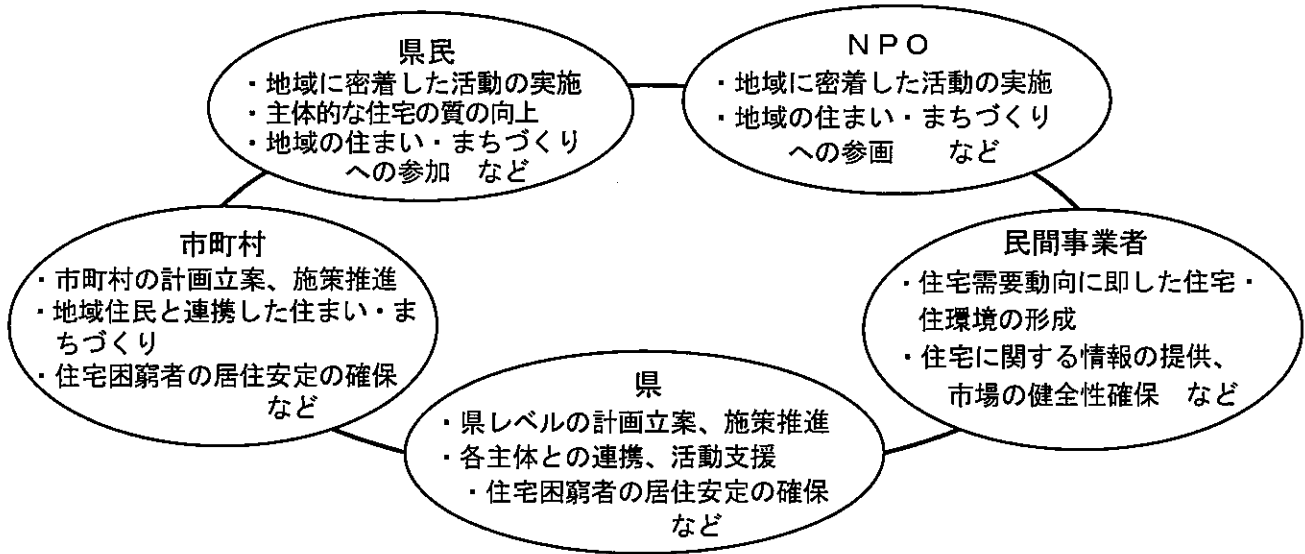 県民
・地域に密着した活動の実施
・主体的な住宅の質の向上
・地域の住まい・まちづくり
への参加　など
ＮＰＯ
・地域に密着した活動の実施
・地域の住まい・まちづくり
への参画　　など
市町村
・市町村の計画立案、施策推進
・地域住民と連携した住まい・ま
ちづくり
・住宅困窮者の居住安定の確保
など
民間事業者
・住宅需要動向に即した住宅・
住環境の形成
・住宅に関する情報の提供、
市場の健全性確保　など
県
・県レベルの計画立案、施策推進
・各主体との連携、活動支援
・住宅困窮者の居住安定の確保
など